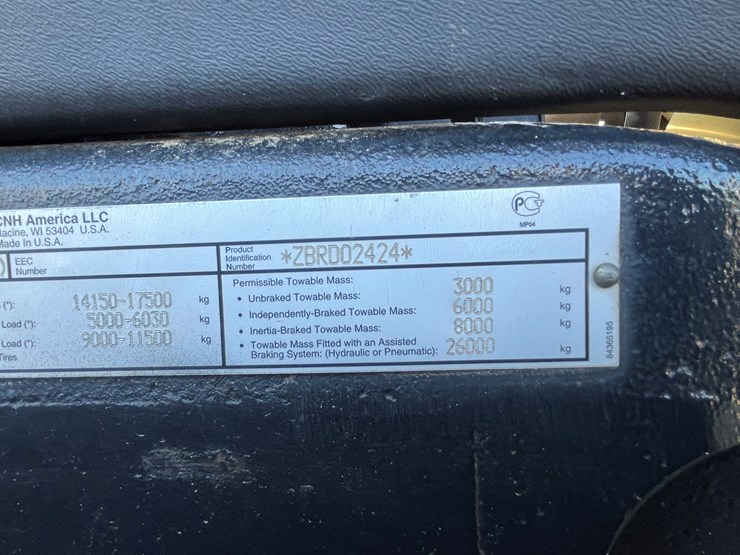 CNH America LLC
Racine, WI 53404 U.S.A.
Made in U.S.A.
РСТ
MP04
EEC
Number
Product
Identification
Number
*ZBRD02424*
(*): 14150-17500 kg
Load (*): 5000-6030 kg
Load (*): 9000-11500 kg
Tires
Permissible Towable Mass:
• Unbraked Towable Mass: 3000 kg
• Independently-Braked Towable Mass: 6000 kg
• Inertia-Braked Towable Mass: 8000 kg
• Towable Mass Fitted with an Assisted
Braking System: (Hydraulic or Pneumatic): 26000 kg
84365195